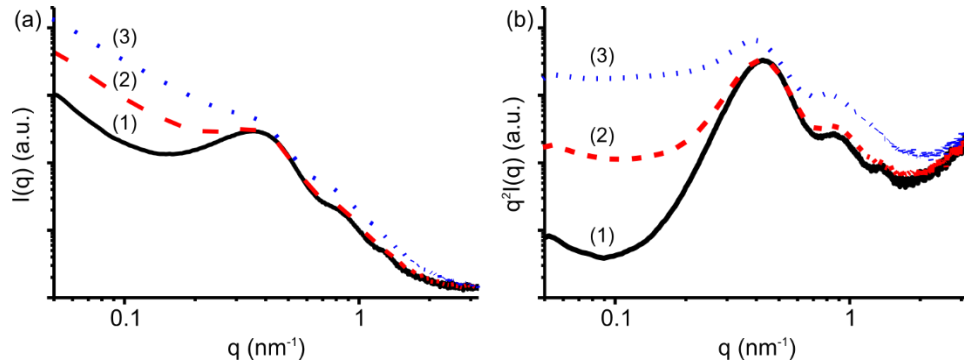 (a)
(3)
(2)
(1)
I(q) (a.u.)
0.1
1
q (nm⁻¹)
(b)
(3)
(2)
(1)
q²I(q) (a.u.)
0.1
1
q (nm⁻¹)